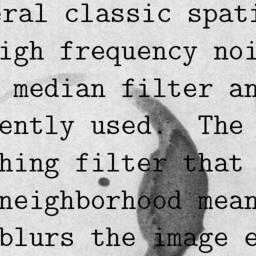 eral classic spati
igh frequency noi
median filter an
ently used. The
hing filter that
neighborhood mean
blurs the image e